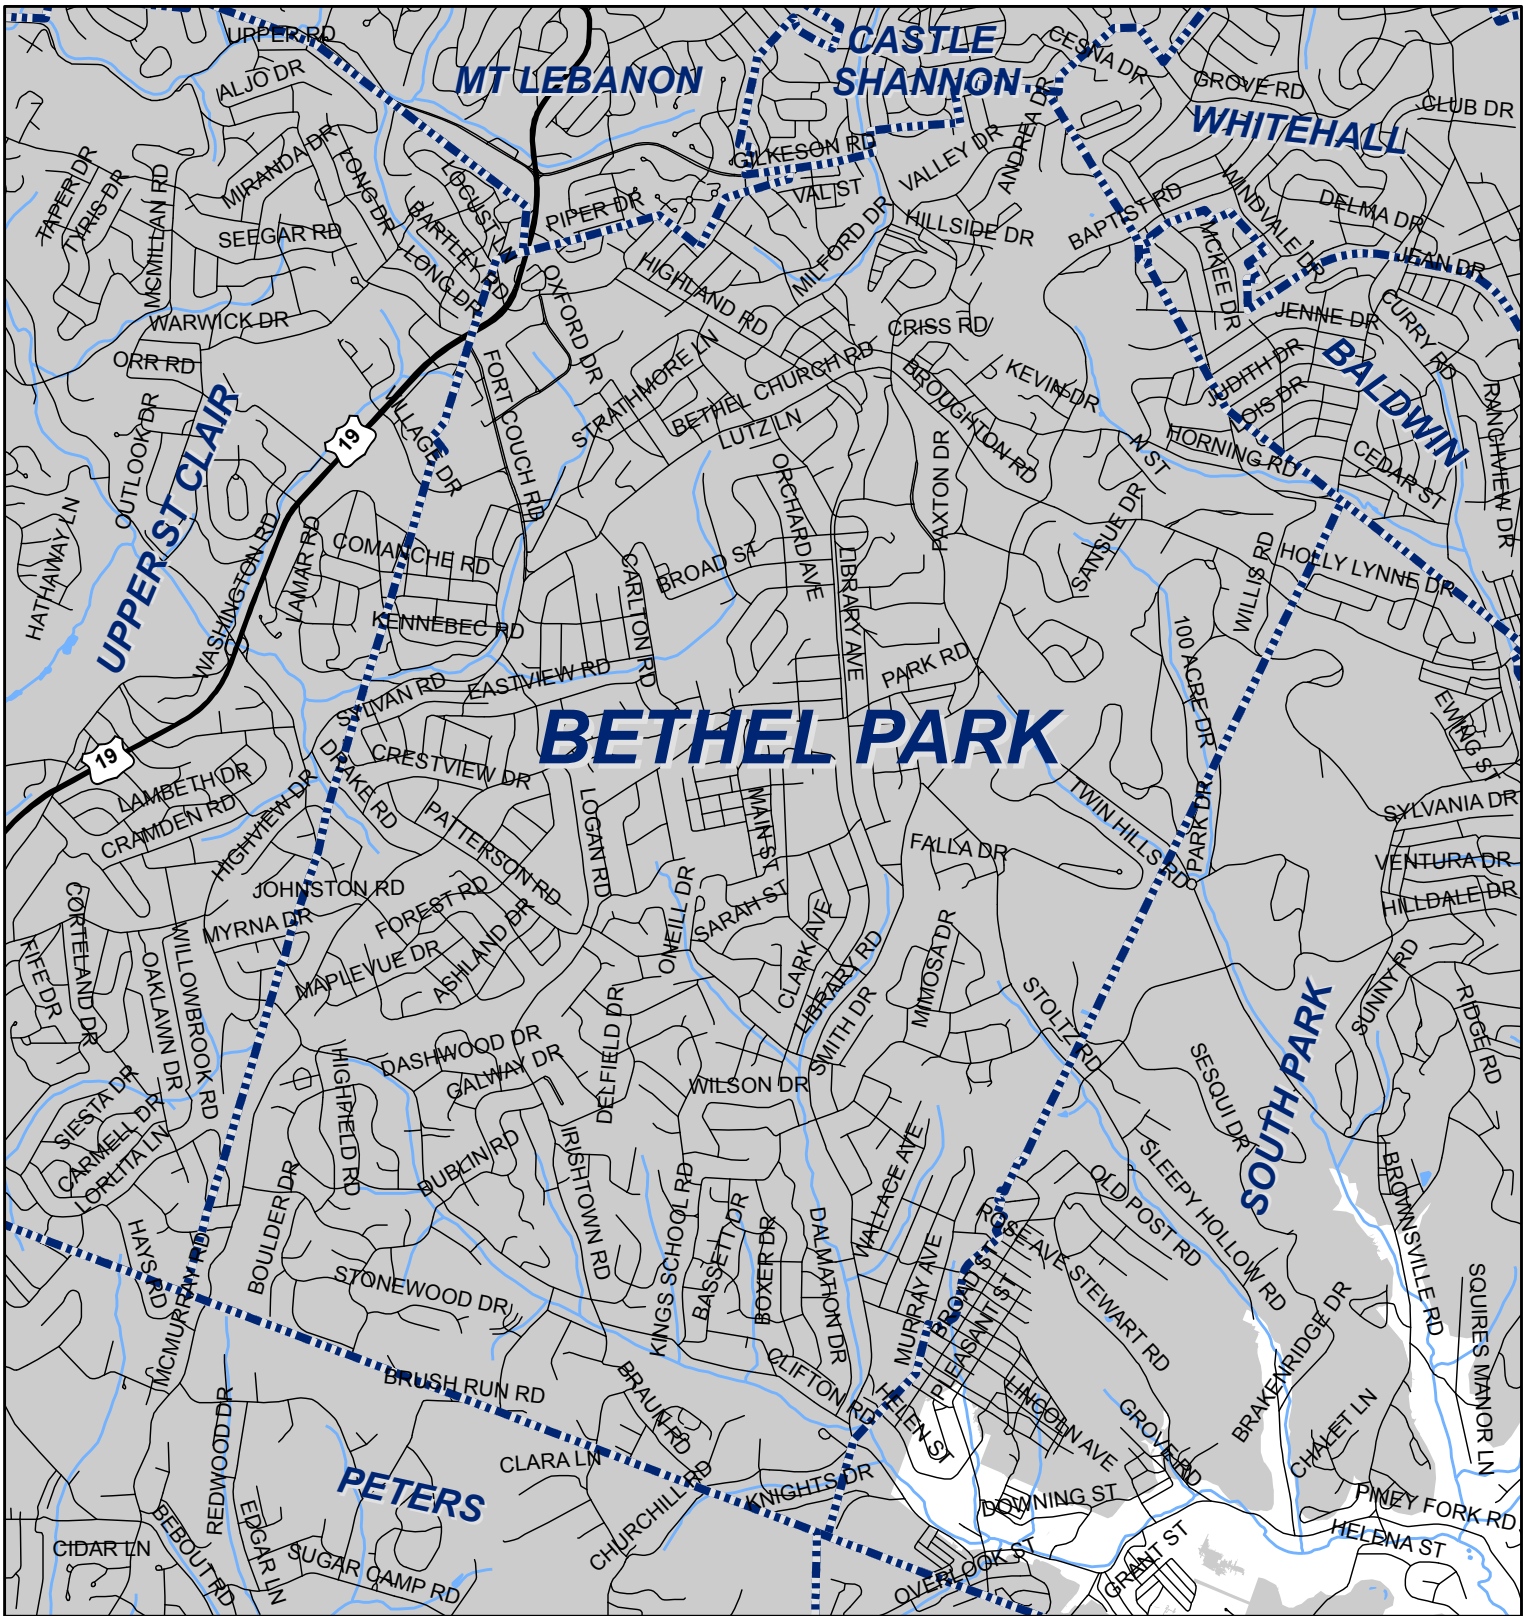 UPPER RD
CASTLE
SHANNON
CESNA DR
MT LEBANON
ALJO DR
GROVE RD
CLUB DR
WHITEHALL
ANDREA DR
GILKESON RD
VALLEY DR
MIRANDA DR
LONG DR
LOCUST LN
TAPER DR
TYRIS DR
MCMILLAN RD
VAL ST
PIPER DR
BARTLEY RD
SEEGAR RD
MILFORD DR
HILLSIDE DR
BAPTIST RD
WINDVALE DR
DELMA DR
MCKEE DR
JEAN DR
LONG DR
OXFORD DR
HIGHLAND RD
WARWICK DR
CRISS RD
JENNE DR
CURRY RD
ORR RD
FORT COUCH RD
STRATHMORE LN
BETHEL CHURCH RD
BROUGHTON RD
KEVIN DR
JUDITH DR
OIS DR
BALDWIN
RANCHVIEW DR
OUTLOOK DR
UPPER ST CLAIR
19
VILLAGE DR
LUTZ LN
PAXTON DR
N ST
HORNING RD
CEDAR ST
ORCHARD AVE
HATHAWAY LN
WASHINGTON RD
LAMAR RD
COMANCHE RD
SANSUE DR
BROAD ST
CARLTON RD
LIBRARY AVE
WILLIS RD
HOLLY LYNNE DR
KENNEBEC RD
100 ACRE DR
PARK RD
EASTVIEW RD
SYLVAN RD
BETHEL PARK
EWING ST
19
DRAKE RD
CRESTVIEW DR
LAMBETH DR
CRAMDEN RD
HIGHVIEW DR
PATTERSON RD
LOGAN RD
MAIN ST
TWIN HILLS RD
PARK DR
SYLVANIA DR
FALLA DR
VENTURA DR
HILLDALE DR
JOHNSTON RD
CORTELAND DR
MYRNA DR
FOREST RD
ASHLAND DR
ONEILL DR
SARAH ST
CLARK AVE
LIBRARY RD
MIMOSA DR
FIFE DR
OAKLAWN DR
WILLOWBROOK RD
MAPLEVUE DR
SUNNY RD
RIDGE RD
SMITH DR
STOLTZ RD
SOUTH PARK
DELFIELD DR
DASHWOOD DR
GALWAY DR
HIGHFIELD RD
WILSON DR
SESQUI DR
SIESTA DR
CARMELL DR
LORLITA LN
DUBLIN RD
IRISHTOWN RD
WALLACE AVE
SLEEPY HOLLOW RD
OLD POST RD
BROWNSVILLE RD
BOULDER DR
KINGS SCHOOL RD
BASSETT DR
BOXER DR
DALMATION DR
ROSE AVE
HAYS RD
MCMURRAY RD
STONEWOOD DR
MURRAY AVE
BROAD ST
PLEASANT ST
STEWART RD
BRAKENRIDGE DR
SQUIRES MANOR LN
BRUSH RUN RD
BRAUN RD
CLIFTON RD
HELEN ST
LINCOLN AVE
GROVE RD
RD
CHALET LN
REDWOOD DR
CLARA LN
PETERS
CHURCHILL RD
KNIGHTS DR
DOWNING ST
PINEY FORK RD
HELENA ST
BEBOUT RD
EDGAR LN
CIDAR LN
SUGAR CAMP RD
OVERLOOK ST
GRANT ST